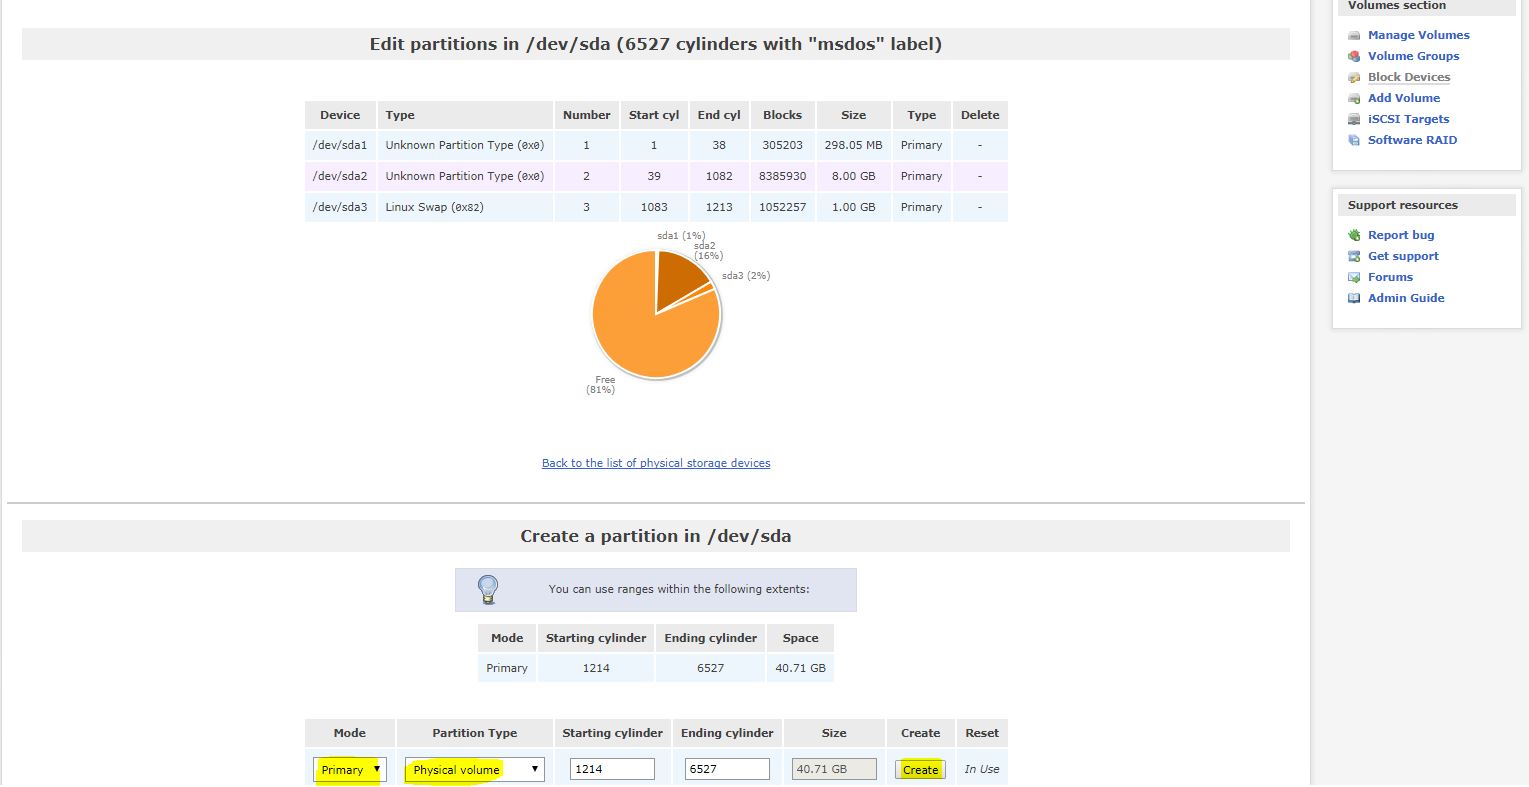 Edit partitions in /dev/sda (6527 cylinders with "msdos" label)
Device Type Number Start cyl End cyl Blocks Size Type Delete
/dev/sda1 Unknown Partition Type (0x0) 1 1 38 305203 298.05 MB Primary -
/dev/sda2 Unknown Partition Type (0x0) 2 39 1082 8385930 8.00 GB Primary -
/dev/sda3 Linux Swap (0x82) 3 1083 1213 1052257 1.00 GB Primary -
sda1 (1%)
sda2
(16%)
sda3 (2%)
Free
(81%)
Back to the list of physical storage devices
Create a partition in /dev/sda
You can use ranges within the following extents:
Mode Starting cylinder Ending cylinder Space
Primary 1214 6527 40.71 GB
Mode Partition Type Starting cylinder Ending cylinder Size Create Reset
Primary Physical volume 1214 6527 40.71 GB Create In Use
Volumes section
Manage Volumes
Volume Groups
Block Devices
Add Volume
iSCSI Targets
Software RAID
Support resources
Report bug
Get support
Forums
Admin Guide